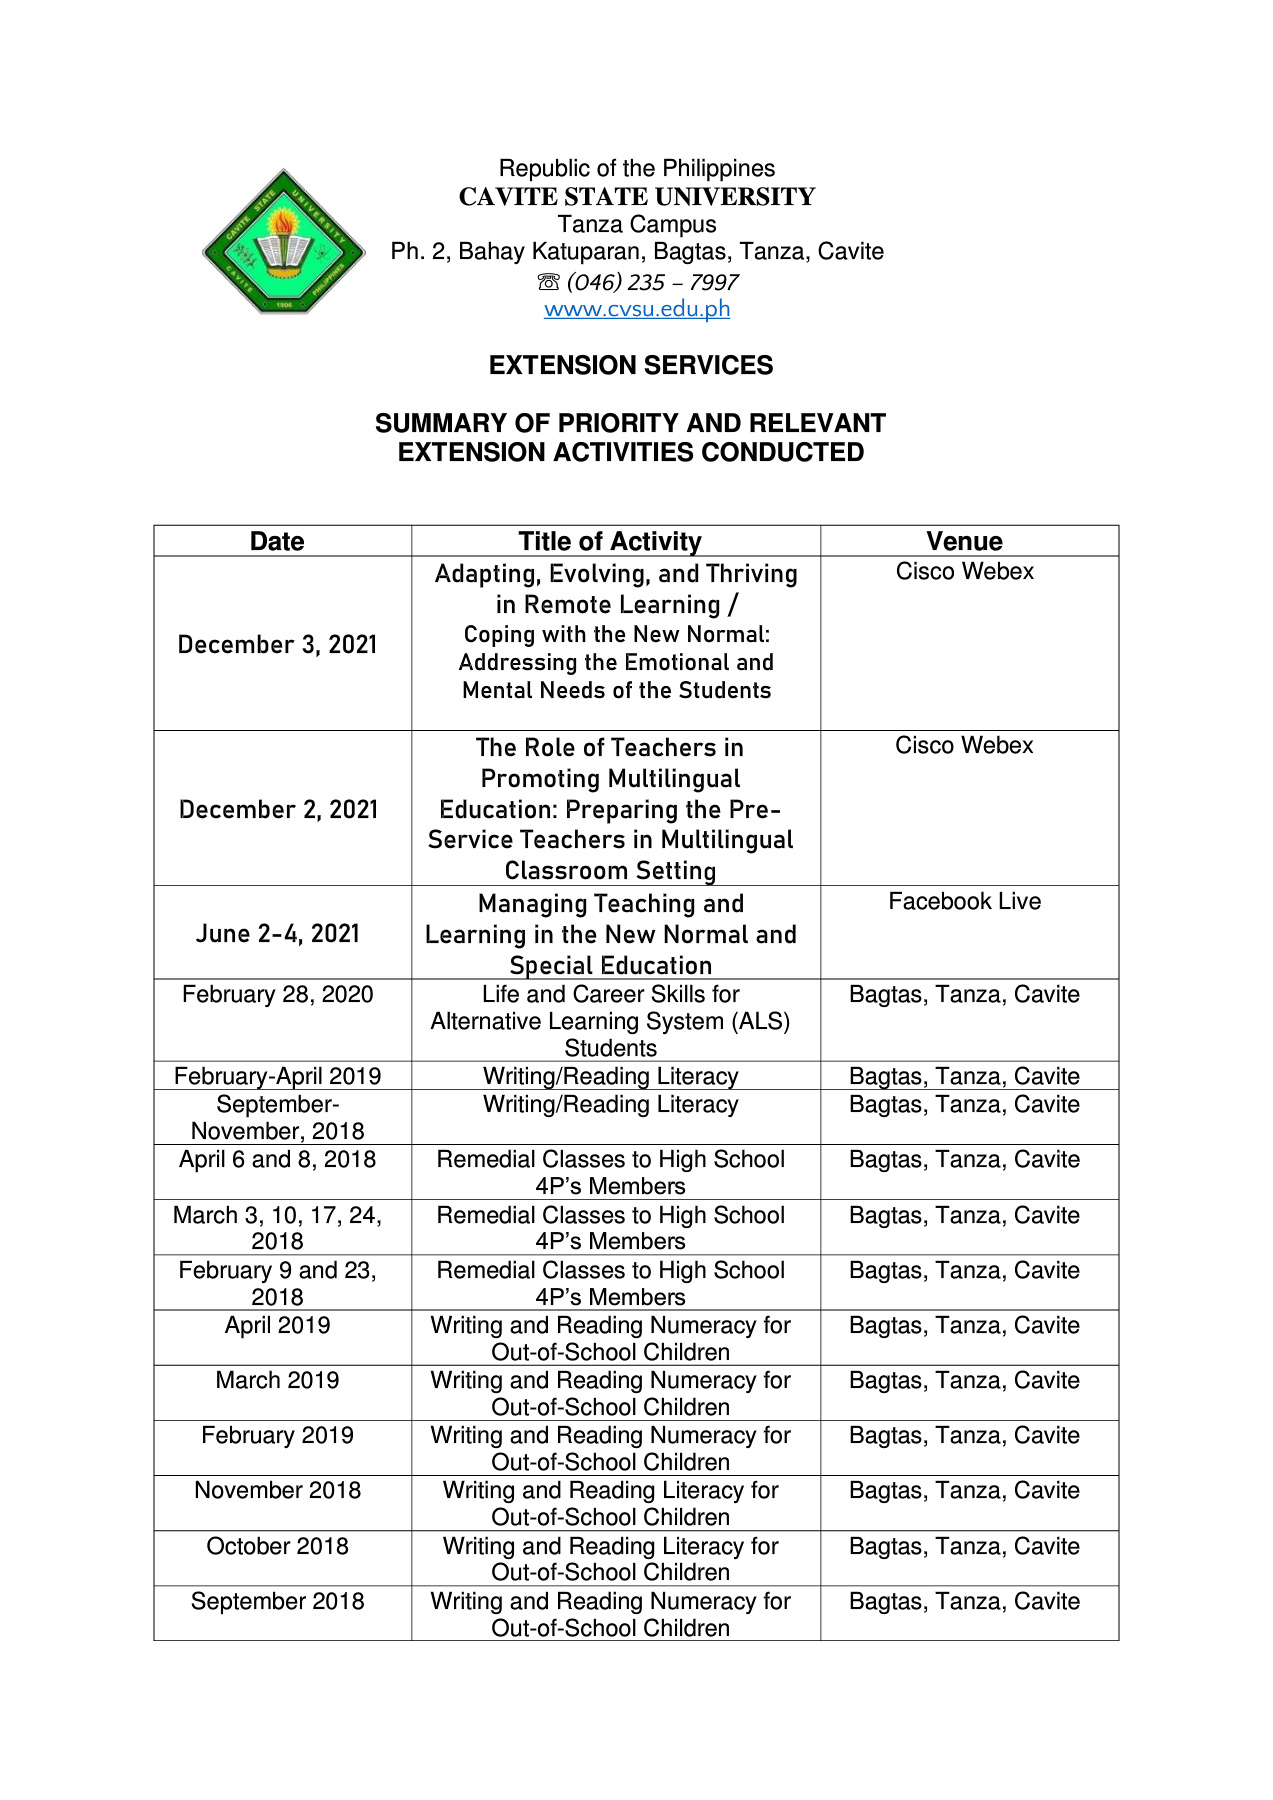 Republic of the Philippines
CAVITE STATE UNIVERSITY
Tanza Campus
Ph. 2, Bahay Katuparan, Bagtas, Tanza, Cavite
☏ (046) 235 – 7997
www.cvsu.edu.ph
CAVITE STATE UNIVERSITY
CAVITE PHILIPPINES
1906
EXTENSION SERVICES
SUMMARY OF PRIORITY AND RELEVANT
EXTENSION ACTIVITIES CONDUCTED
Date Title of Activity Venue
December 3, 2021
Adapting, Evolving, and Thriving
in Remote Learning /
Coping with the New Normal:
Addressing the Emotional and
Mental Needs of the Students
Cisco Webex
December 2, 2021
The Role of Teachers in
Promoting Multilingual
Education: Preparing the Pre-
Service Teachers in Multilingual
Classroom Setting
Cisco Webex
June 2-4, 2021
Managing Teaching and
Learning in the New Normal and
Special Education
Facebook Live
February 28, 2020
Life and Career Skills for
Alternative Learning System (ALS)
Students
Bagtas, Tanza, Cavite
February-April 2019 Writing/Reading Literacy Bagtas, Tanza, Cavite
September-
November, 2018
Writing/Reading Literacy
Bagtas, Tanza, Cavite
April 6 and 8, 2018
Remedial Classes to High School
4P's Members
Bagtas, Tanza, Cavite
March 3, 10, 17, 24,
2018
Remedial Classes to High School
4P's Members
Bagtas, Tanza, Cavite
February 9 and 23,
2018
Remedial Classes to High School
4P's Members
Bagtas, Tanza, Cavite
April 2019
Writing and Reading Numeracy for
Out-of-School Children
Bagtas, Tanza, Cavite
March 2019
Writing and Reading Numeracy for
Out-of-School Children
Bagtas, Tanza, Cavite
February 2019
Writing and Reading Numeracy for
Out-of-School Children
Bagtas, Tanza, Cavite
November 2018
Writing and Reading Literacy for
Out-of-School Children
Bagtas, Tanza, Cavite
October 2018
Writing and Reading Literacy for
Out-of-School Children
Bagtas, Tanza, Cavite
September 2018
Writing and Reading Numeracy for
Out-of-School Children
Bagtas, Tanza, Cavite